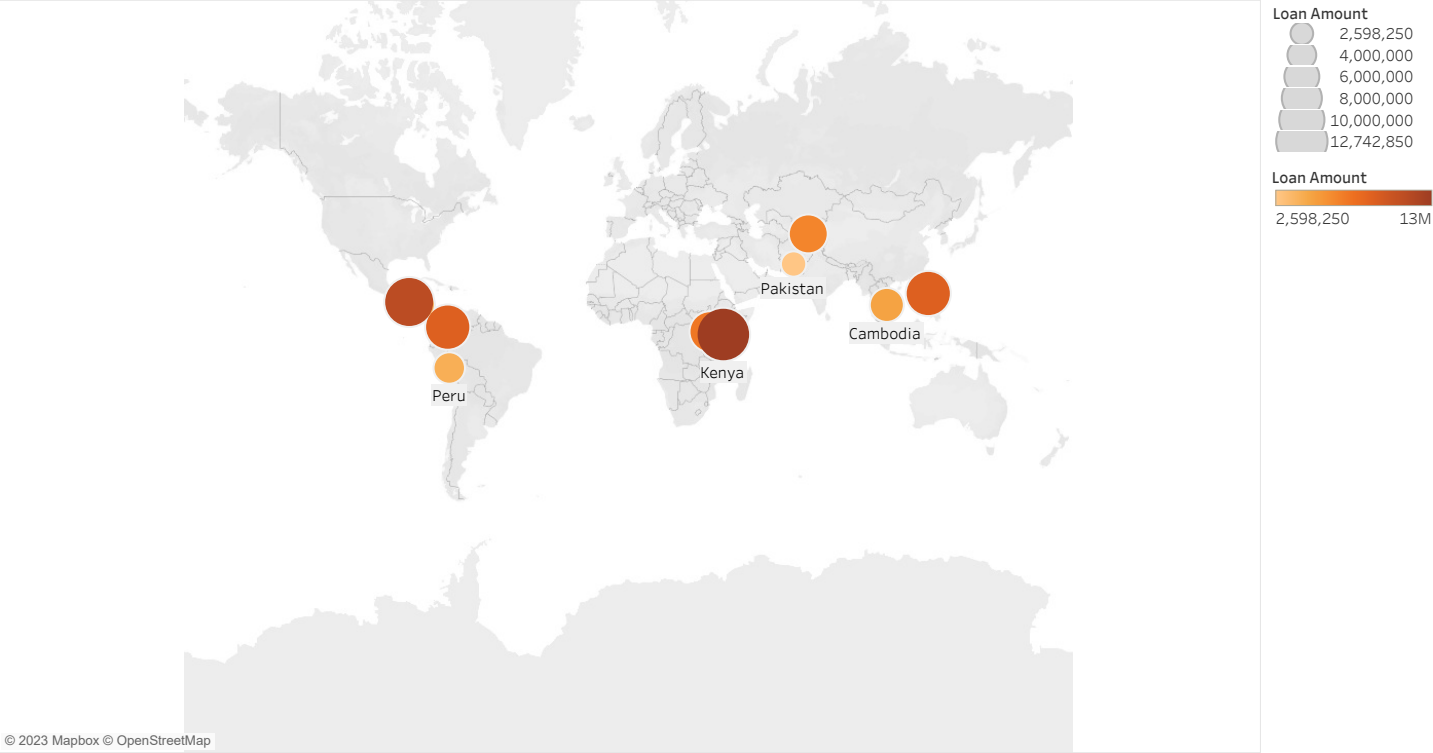 Loan Amount
2,598,250
4,000,000
6,000,000
8,000,000
10,000,000
12,742,850
Loan Amount
2,598,250 13M
Pakistan
Cambodia
Kenya
Peru
© 2023 Mapbox © OpenStreetMap